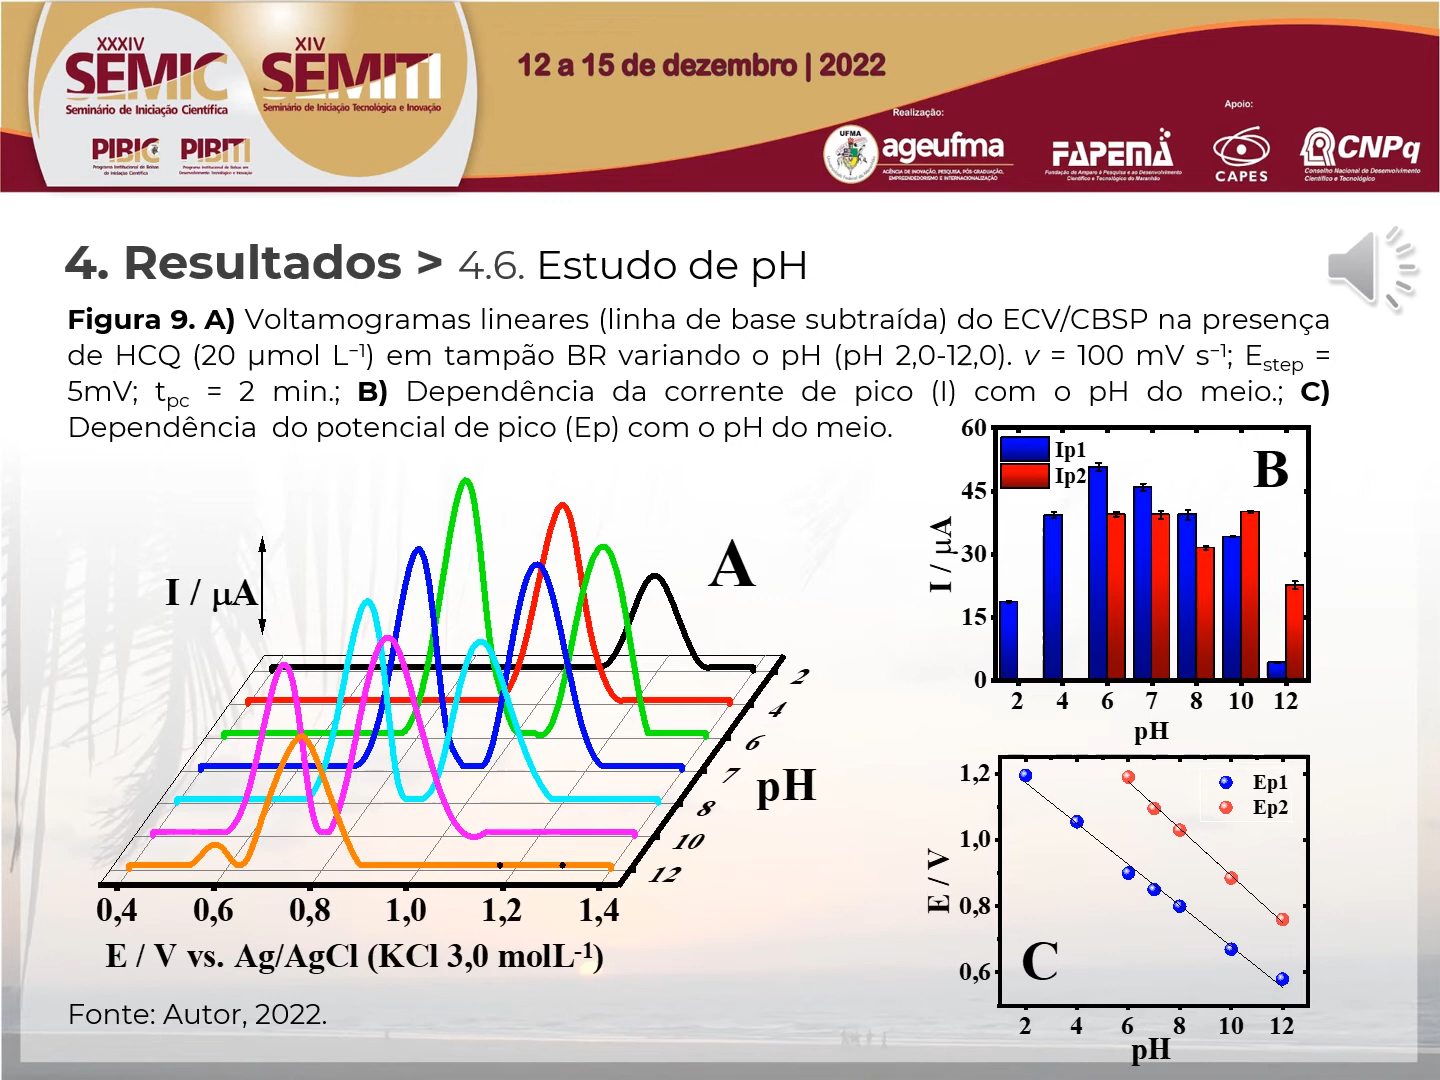 XXXIV
SEMIC
Seminário de Iniciação Científica
XIV
SEMITI
Seminário de Iniciação Tecnológica e Inovação
PIBIC
Programa Institucional de Bolsas
de Iniciação Científica
PIBITI
Programa Institucional de Bolsas em
Desenvolvimento Tecnológico e Inovação
12 a 15 de dezembro | 2022
Realização:
Apoio:
UFMA
ageufma
AGÊNCIA DE INOVAÇÃO, PESQUISA, PÓS-GRADUAÇÃO,
EMPREENDEDORISMO E INTERNACIONALIZAÇÃO
FAPEMA
Fundação de Amparo à Pesquisa e ao Desenvolvimento
Científico e Tecnológico do Maranhão
CAPES
CNPq
Conselho Nacional de Desenvolvimento
Científico e Tecnológico
4. Resultados > 4.6. Estudo de pH
Figura 9. A) Voltamogramas lineares (linha de base subtraída) do ECV/CBSP na presença
de HCQ (20 µmol L⁻¹) em tampão BR variando o pH (pH 2,0-12,0). v = 100 mV s⁻¹; Estep =
5mV; tpc = 2 min.; B) Dependência da corrente de pico (I) com o pH do meio.; C)
Dependência do potencial de pico (Ep) com o pH do meio.
A
I / µA
2
4
6
7
8
10
12
pH
0,4 0,6 0,8 1,0 1,2 1,4
E / V vs. Ag/AgCl (KCl 3,0 molL⁻¹)
B
Ip1
Ip2
60
45
30
15
0
I / µA
2 4 6 7 8 10 12
pH
C
Ep1
Ep2
1,2
1,0
0,8
0,6
E / V
2 4 6 8 10 12
pH
Fonte: Autor, 2022.